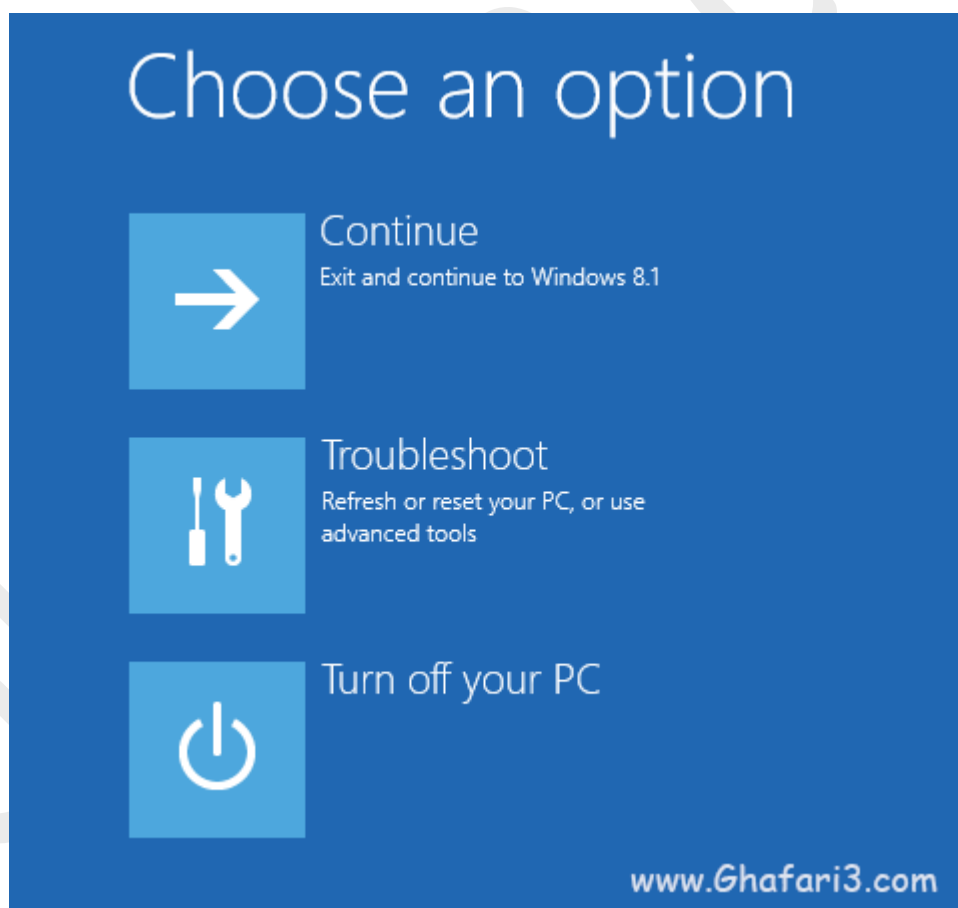 Choose an option
Continue
Exit and continue to Windows 8.1
Troubleshoot
Refresh or reset your PC, or use
advanced tools
Turn off your PC
www.Ghafari3.com